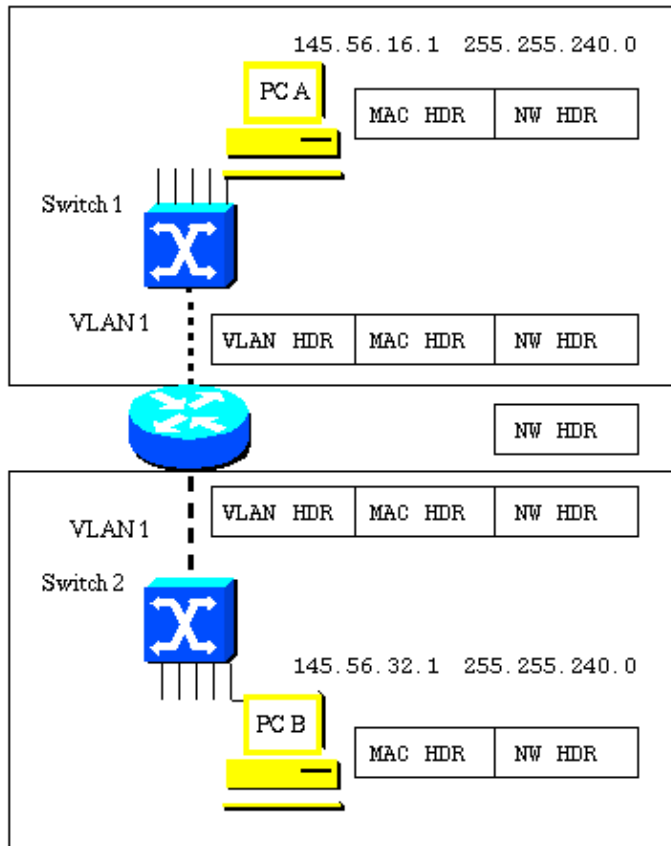 145.56.16.1 255.255.240.0
PC A
MAC HDR NW HDR
Switch 1
VLAN 1
VLAN HDR MAC HDR NW HDR
NW HDR
VLAN HDR MAC HDR NW HDR
VLAN 1
Switch 2
145.56.32.1 255.255.240.0
PC B
MAC HDR NW HDR